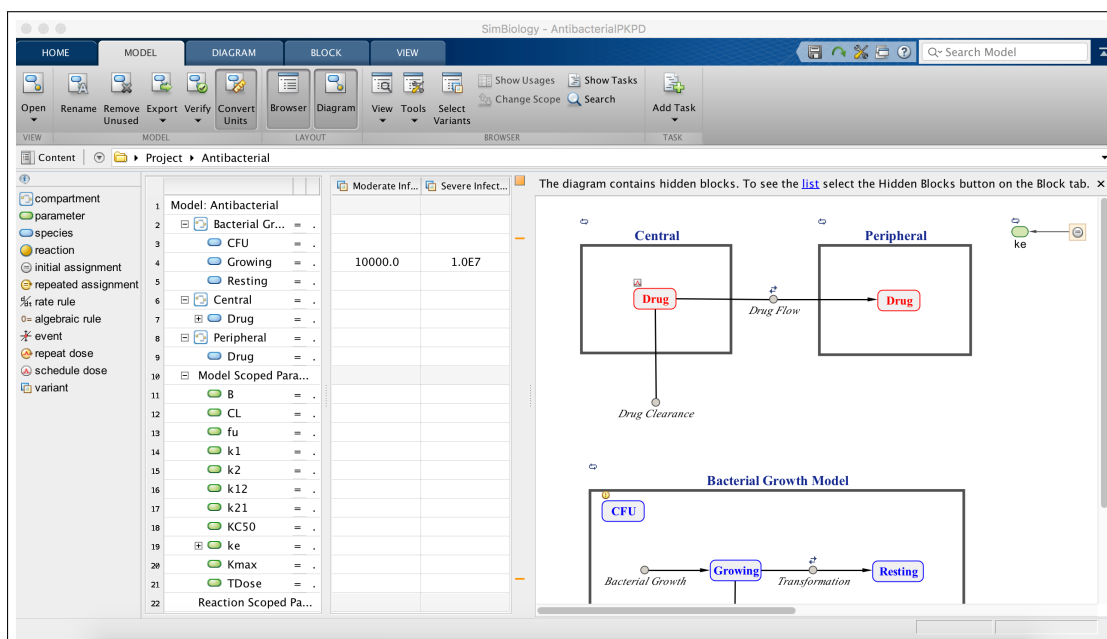 SimBiology - AntibacterialPKPD
HOME MODEL DIAGRAM BLOCK VIEW
Search Model
Open Rename Remove Unused Export Verify Convert Units Browser Diagram View Tools Select Variants Show Usages Show Tasks Change Scope Search Add Task
VIEW MODEL LAYOUT BROWSER TASK
Content Project Antibacterial
compartment
parameter
species
reaction
initial assignment
repeated assignment
rate rule
0= algebraic rule
event
repeat dose
schedule dose
variant
Moderate Inf... Severe Infect...
1 Model: Antibacterial
2 Bacterial Gr... = .
3 CFU = .
4 Growing = . 10000.0 1.0E7
5 Resting = .
6 Central = .
7 Drug = .
8 Peripheral = .
9 Drug = .
10 Model Scoped Para...
11 B = .
12 CL = .
13 fu = .
14 k1 = .
15 k2 = .
16 k12 = .
17 k21 = .
18 KC50 = .
19 ke = .
20 Kmax = .
21 TDose = .
22 Reaction Scoped Pa...
The diagram contains hidden blocks. To see the list select the Hidden Blocks button on the Block tab. ×
Central Peripheral
ke
Drug Drug
Drug Flow
Drug Clearance
Bacterial Growth Model
CFU
Growing Resting
Bacterial Growth Transformation